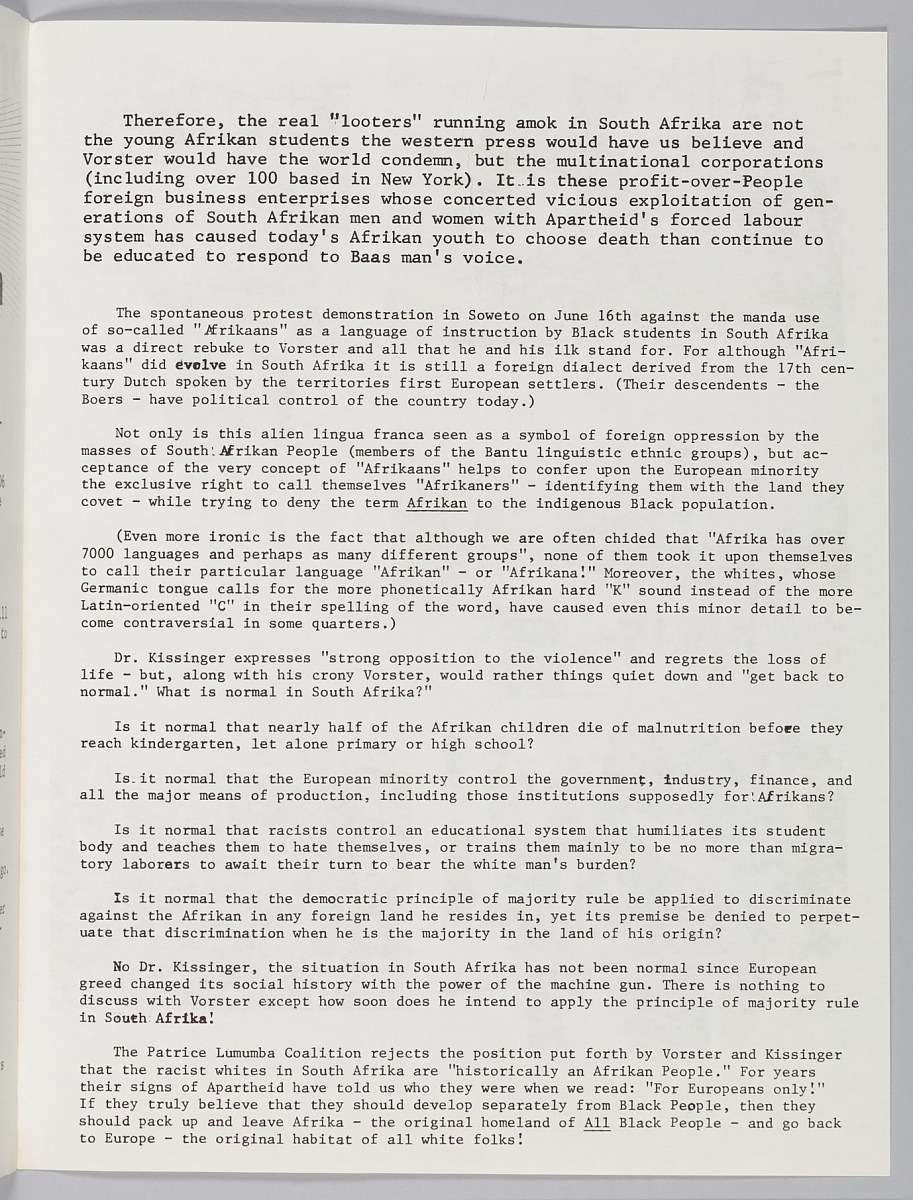 Therefore, the real "looters" running amok in South Afrika are not
the young Afrikan students the western press would have us believe and
Vorster would have the world condemn, but the multinational corporations
(including over 100 based in New York). It is these profit-over-People
foreign business enterprises whose concerted vicious exploitation of gen-
erations of South Afrikan men and women with Apartheid's forced labour
system has caused today's Afrikan youth to choose death than continue to
be educated to respond to Baas man's voice.
The spontaneous protest demonstration in Soweto on June 16th against the manda use
of so-called "Afrikaans" as a language of instruction by Black students in South Afrika
was a direct rebuke to Vorster and all that he and his ilk stand for. For although "Afri-
kaans" did evolve in South Afrika it is still a foreign dialect derived from the 17th cen-
tury Dutch spoken by the territories first European settlers. (Their descendents - the
Boers - have political control of the country today.)
Not only is this alien lingua franca seen as a symbol of foreign oppression by the
masses of South Afrikan People (members of the Bantu linguistic ethnic groups), but ac-
ceptance of the very concept of "Afrikaans" helps to confer upon the European minority
the exclusive right to call themselves "Afrikaners" - identifying them with the land they
covet - while trying to deny the term Afrikan to the indigenous Black population.
(Even more ironic is the fact that although we are often chided that "Afrika has over
7000 languages and perhaps as many different groups", none of them took it upon themselves
to call their particular language "Afrikan" - or "Afrikana!" Moreover, the whites, whose
Germanic tongue calls for the more phonetically Afrikan hard "K" sound instead of the more
Latin-oriented "C" in their spelling of the word, have caused even this minor detail to be-
come contraversial in some quarters.)
Dr. Kissinger expresses "strong opposition to the violence" and regrets the loss of
life - but, along with his crony Vorster, would rather things quiet down and "get back to
normal." What is normal in South Afrika?"
Is it normal that nearly half of the Afrikan children die of malnutrition before they
reach kindergarten, let alone primary or high school?
Is it normal that the European minority control the government, industry, finance, and
all the major means of production, including those institutions supposedly for Afrikans?
Is it normal that racists control an educational system that humiliates its student
body and teaches them to hate themselves, or trains them mainly to be no more than migra-
tory laborers to await their turn to bear the white man's burden?
Is it normal that the democratic principle of majority rule be applied to discriminate
against the Afrikan in any foreign land he resides in, yet its premise be denied to perpet-
uate that discrimination when he is the majority in the land of his origin?
No Dr. Kissinger, the situation in South Afrika has not been normal since European
greed changed its social history with the power of the machine gun. There is nothing to
discuss with Vorster except how soon does he intend to apply the principle of majority rule
in South Afrika!
The Patrice Lumumba Coalition rejects the position put forth by Vorster and Kissinger
that the racist whites in South Afrika are "historically an Afrikan People." For years
their signs of Apartheid have told us who they were when we read: "For Europeans only!"
If they truly believe that they should develop separately from Black People, then they
should pack up and leave Afrika - the original homeland of All Black People - and go back
to Europe - the original habitat of all white folks!